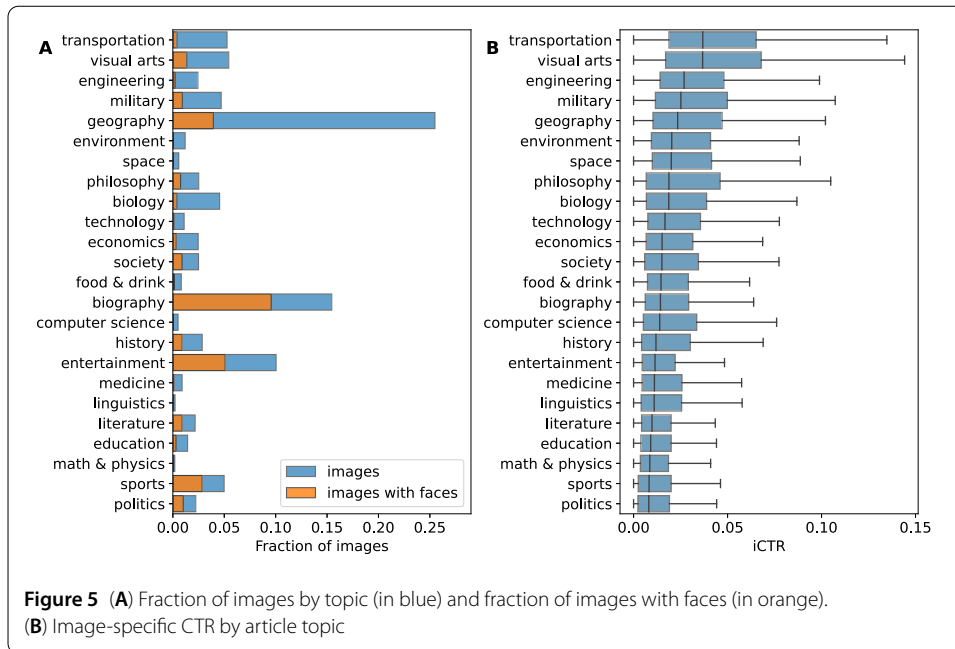 A
transportation
visual arts
engineering
military
geography
environment
space
philosophy
biology
technology
economics
society
food & drink
biography
computer science
history
entertainment
medicine
linguistics
literature
education
math & physics
sports
politics
images
images with faces
0.00 0.05 0.10 0.15 0.20 0.25
Fraction of images
B
transportation
visual arts
engineering
military
geography
environment
space
philosophy
biology
technology
economics
society
food & drink
biography
computer science
history
entertainment
medicine
linguistics
literature
education
math & physics
sports
politics
0.00 0.05 0.10 0.15
iCTR
Figure 5 (A) Fraction of images by topic (in blue) and fraction of images with faces (in orange).
(B) Image-specific CTR by article topic